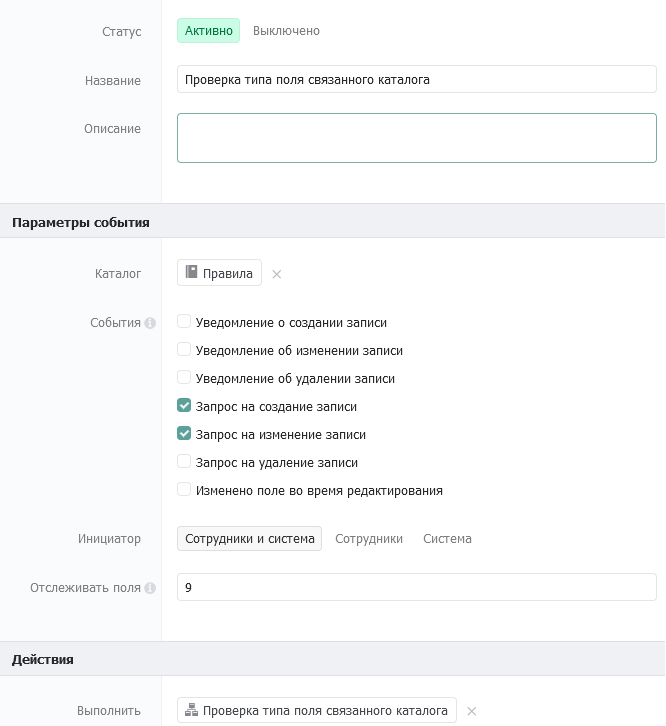 Статус Активно Выключено
Название Проверка типа поля связанного каталога
Описание
Параметры события
Каталог Правила
События Уведомление о создании записи
Уведомление об изменении записи
Уведомление об удалении записи
Запрос на создание записи
Запрос на изменение записи
Запрос на удаление записи
Изменено поле во время редактирования
Инициатор Сотрудники и система Сотрудники Система
Отслеживать поля 9
Действия
Выполнить Проверка типа поля связанного каталога